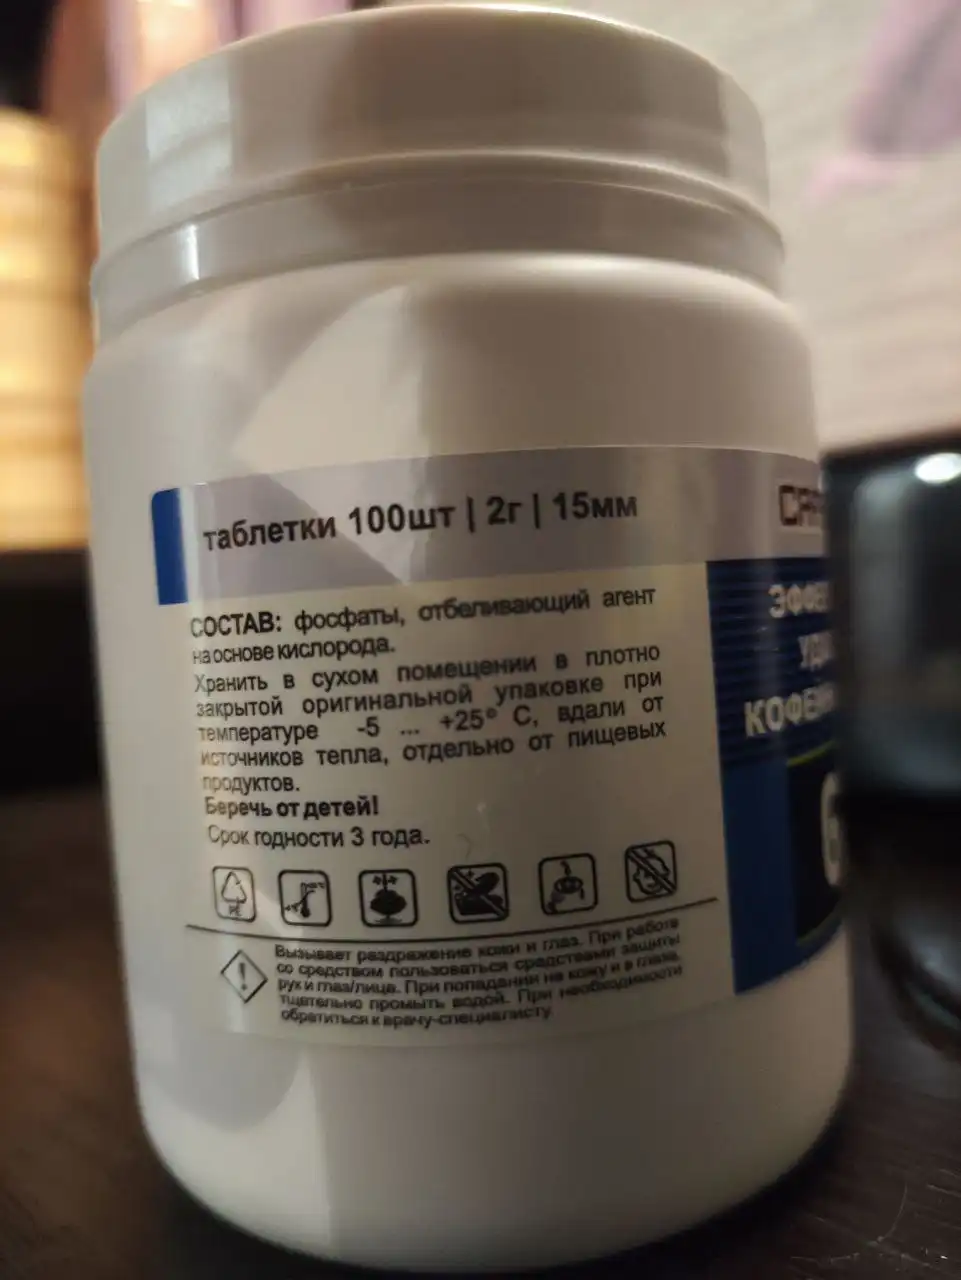 таблетки 100шт | 2г | 15мм
СОСТАВ: фосфаты, отбеливающий агент
на основе кислорода.
Хранить в сухом помещении в плотно
закрытой оригинальной упаковке при
температуре -5 ... +25° С, вдали от
источников тепла, отдельно от пищевых
продуктов.
Беречь от детей!
Срок годности 3 года.
PE
Вызывает раздражение кожи и глаз. При работе
со средством пользоваться средствами защиты
рук и глаз/лица. При попадании на кожу и в глаза,
тщательно промыть водой. При необходимости
обратиться к врачу-специалисту